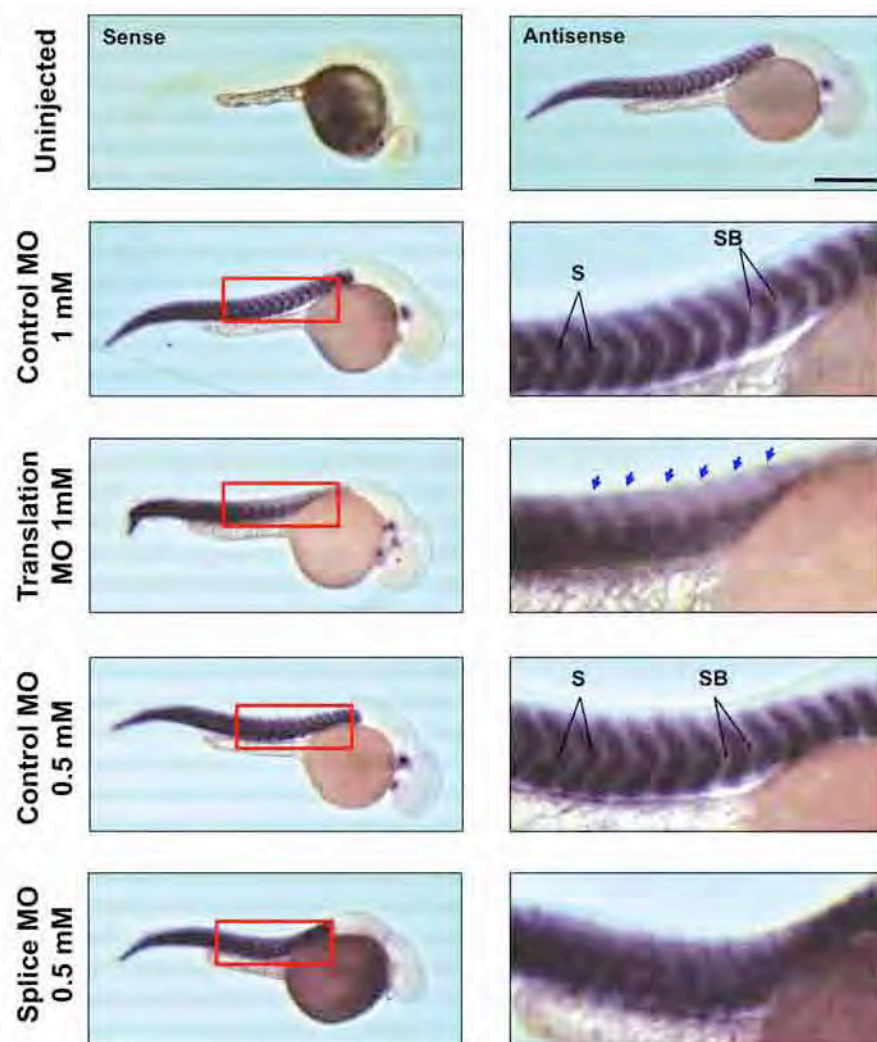 Uninjected
Sense
Antisense
Control MO
1 mM
S
SB
Translation
MO 1mM
Control MO
0.5 mM
S
SB
Splice MO
0.5 mM